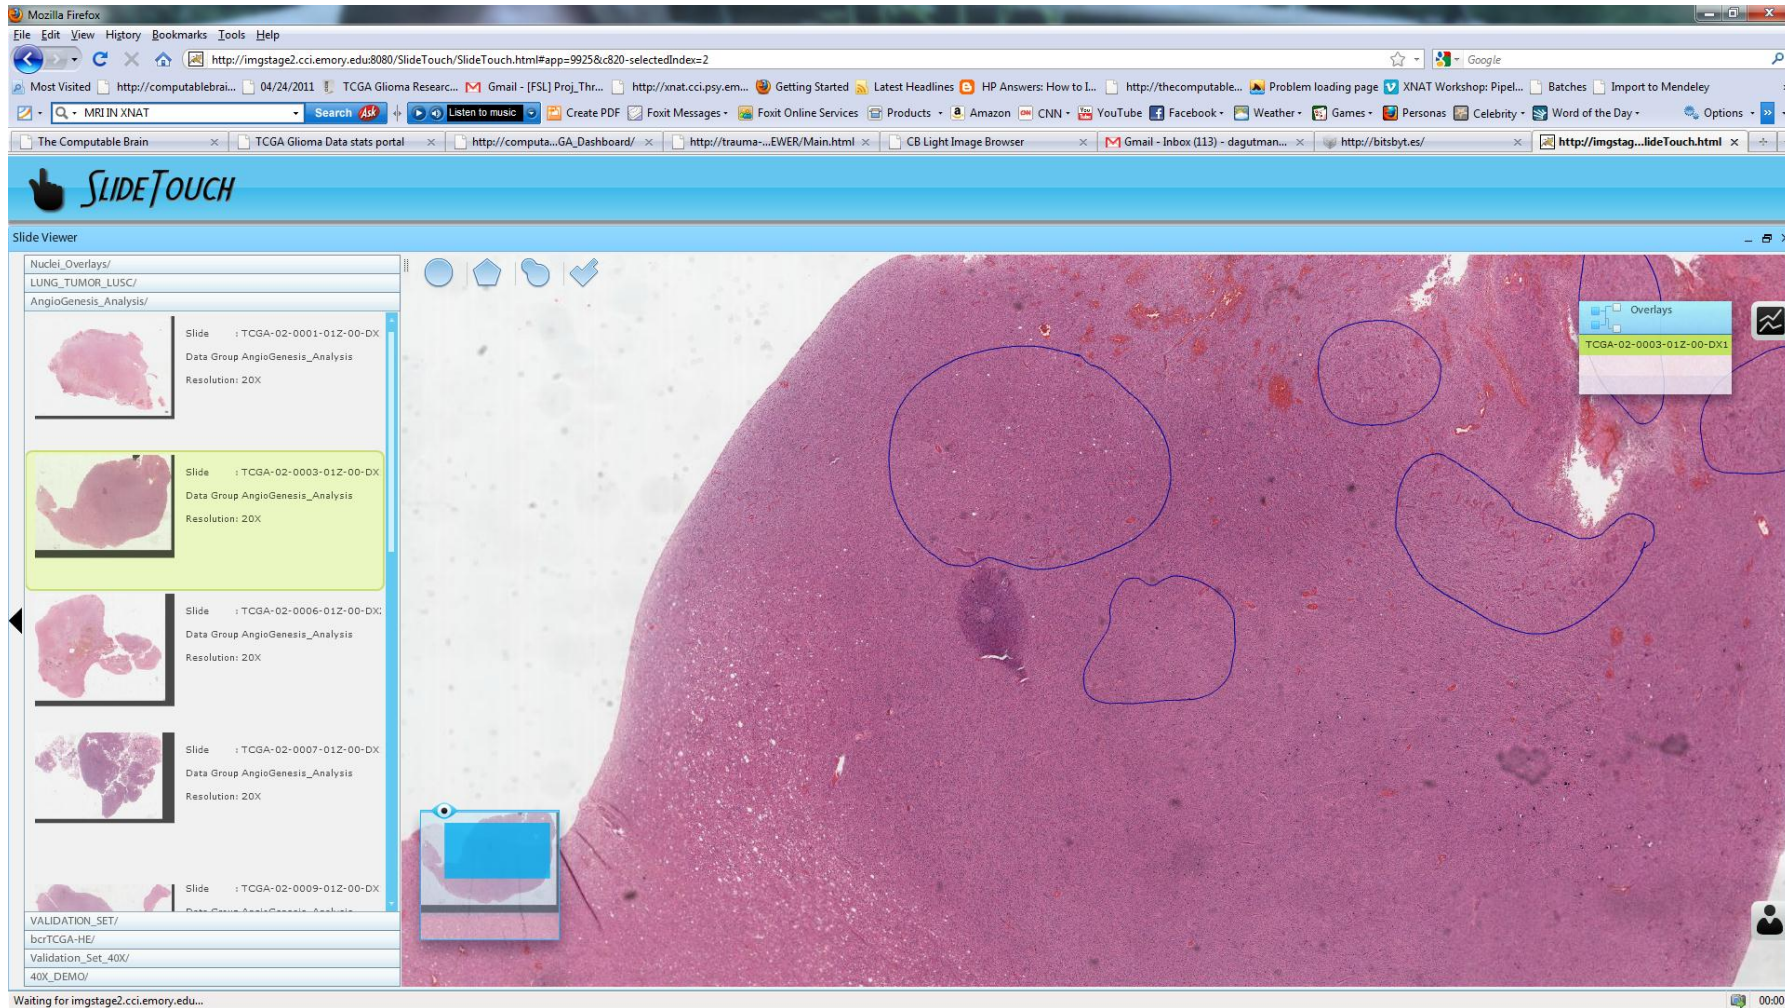 Mozilla Firefox
File Edit View History Bookmarks Tools Help
http://imgstage2.cci.emory.edu:8080/SlideTouch/SlideTouch.html#app=9925&c820-selectedIndex=2
Google
Most Visited http://computablebrai... 04/24/2011 TCGA Glioma Researc... Gmail - [FSL] Proj_Thr... http://xnat.cci.psy.em... Getting Started Latest Headlines HP Answers: How to I... http://thecomputable... Problem loading page XNAT Workshop: Pipel... Batches Import to Mendeley
MRI IN XNAT Search Ask Listen to music Create PDF Foxit Messages Foxit Online Services Products Amazon CNN YouTube Facebook Weather Games Personas Celebrity Word of the Day Options
The Computable Brain TCGA Glioma Data stats portal http://computa...GA_Dashboard/ http://trauma-...EWER/Main.html CB Light Image Browser Gmail - Inbox (113) - dagutman... http://bitsbyt.es/ http://imgstag...lideTouch.html
SLIDETOUCH
Slide Viewer
Nuclei_Overlays/
LUNG_TUMOR_LUSC/
AngioGenesis_Analysis/
Slide : TCGA-02-0001-01Z-00-DX
Data Group AngioGenesis_Analysis
Resolution: 20X
Slide : TCGA-02-0003-01Z-00-DX
Data Group AngioGenesis_Analysis
Resolution: 20X
Slide : TCGA-02-0006-01Z-00-DX:
Data Group AngioGenesis_Analysis
Resolution: 20X
Slide : TCGA-02-0007-01Z-00-DX
Data Group AngioGenesis_Analysis
Resolution: 20X
Slide : TCGA-02-0009-01Z-00-DX
Data Group AngioGenesis_Analysis
VALIDATION_SET/
bcrTCGA-HE/
Validation_Set_40X/
40X_DEMO/
Overlays
TCGA-02-0003-01Z-00-DX1
Waiting for imgstage2.cci.emory.edu...
00:00